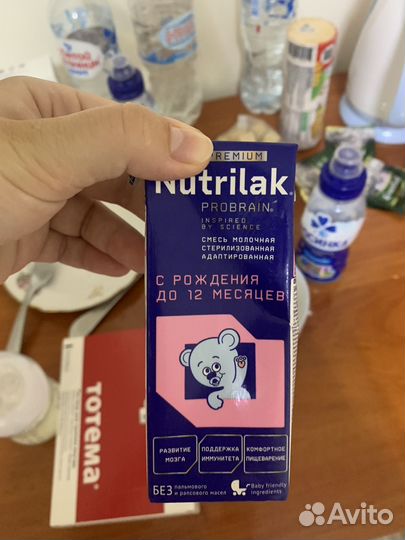 PREMIUM
Nutrilak
PROBRAIN®
INSPIRED
BY SCIENCE
СМЕСЬ МОЛОЧНАЯ
СТЕРИЛИЗОВАННАЯ
АДАПТИРОВАННАЯ
С РОЖДЕНИЯ
ДО 12 МЕСЯЦЕВ
РАЗВИТИЕ
МОЗГА
ПОДДЕРЖКА
ИММУНИТЕТА
КОМФОРТНОЕ
ПИЩЕВАРЕНИЕ
БЕЗ пальмового
и рапсового масел
Baby friendly
ingredients
ТОТЕМА
Avito